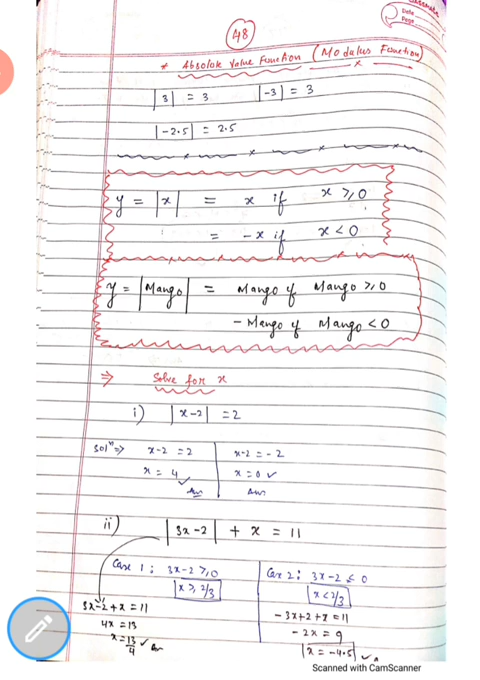 Classmate
Date
Page
48
* Absolute Value Function (Modulus Function)
|3| = 3    |-3| = 3
|-2.5| = 2.5
y = |x| = x if x ≥ 0
= -x if x < 0
y = |Mango| = Mango if Mango ≥ 0
- Mango if Mango < 0
⇒ Solve for x
i) |x-2| = 2
Solⁿ ⇒ x-2 = 2
x = 4 ✓
Ans
x-2 = -2
x = 0 ✓
Ans
ii) |3x-2| + x = 11
Case 1 : 3x-2 ≥ 0
x ≥ 2/3
3x-2+x = 11
4x = 13
x = 13/4 ✓ Ans
Case 2 : 3x-2 < 0
x < 2/3
-3x+2+x = 11
-2x = 9
x = -4.5 ✓
Scanned with CamScanner